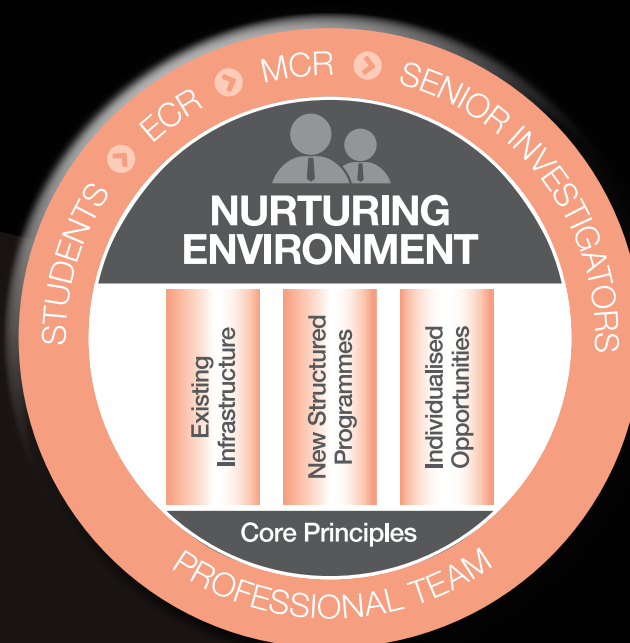 STUDENTS ECR MCR SENIOR INVESTIGATORS
NURTURING
ENVIRONMENT
Existing
Infrastructure
New Structured
Programmes
Individualised
Opportunities
Core Principles
PROFESSIONAL TEAM